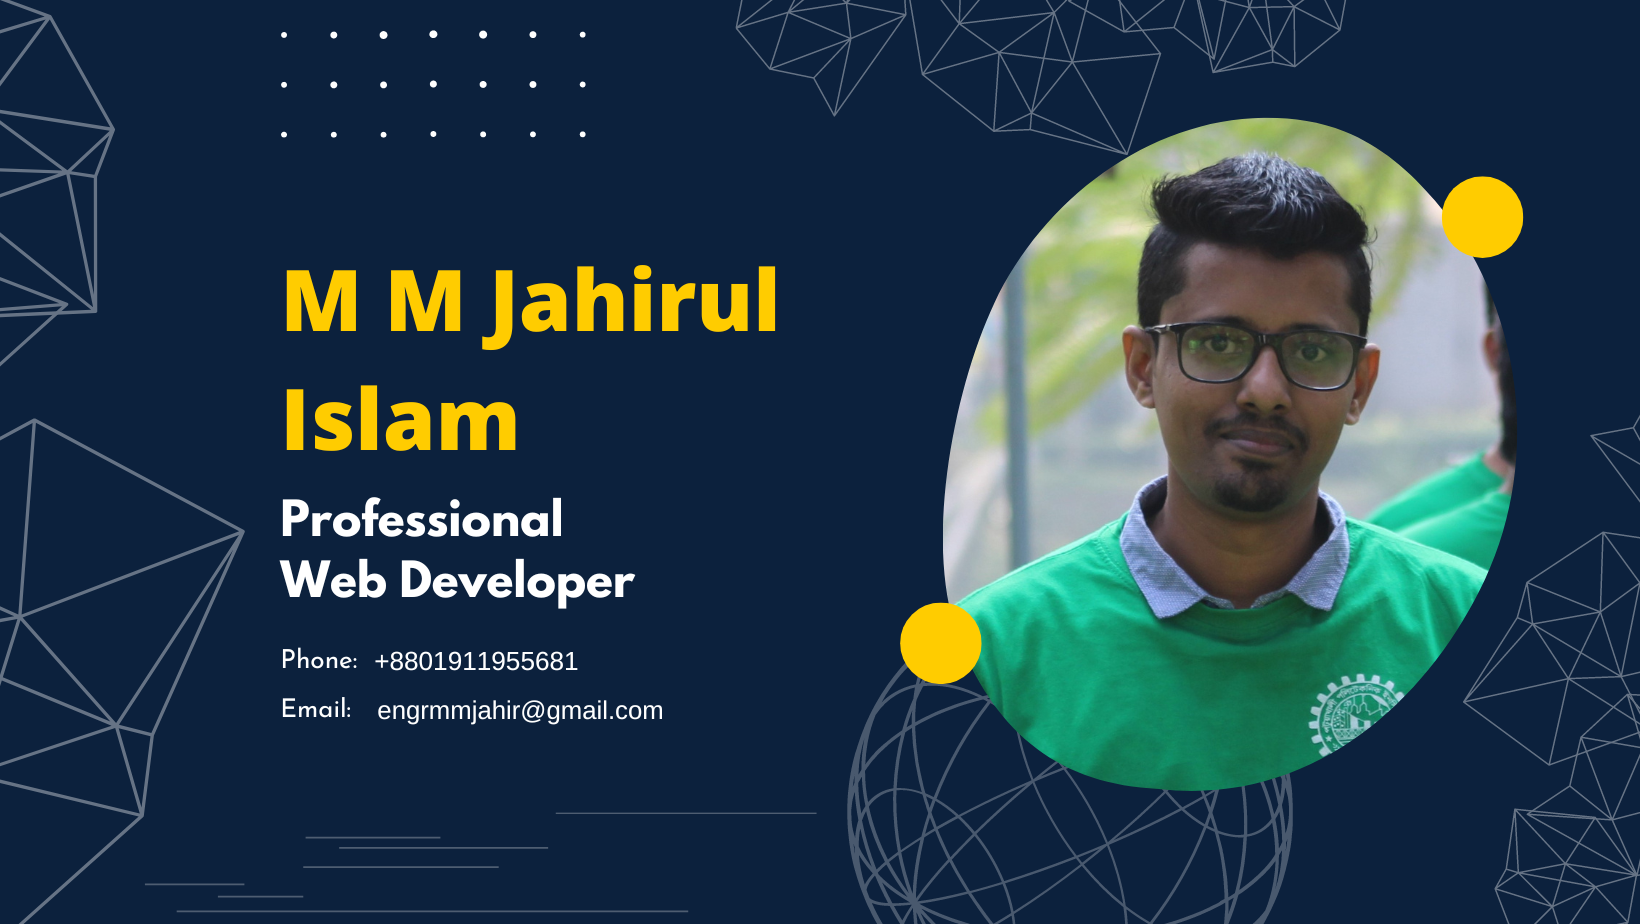 M M Jahirul
Islam
Professional
Web Developer
Phone: +8801911955681
Email: engrmmjahir@gmail.com